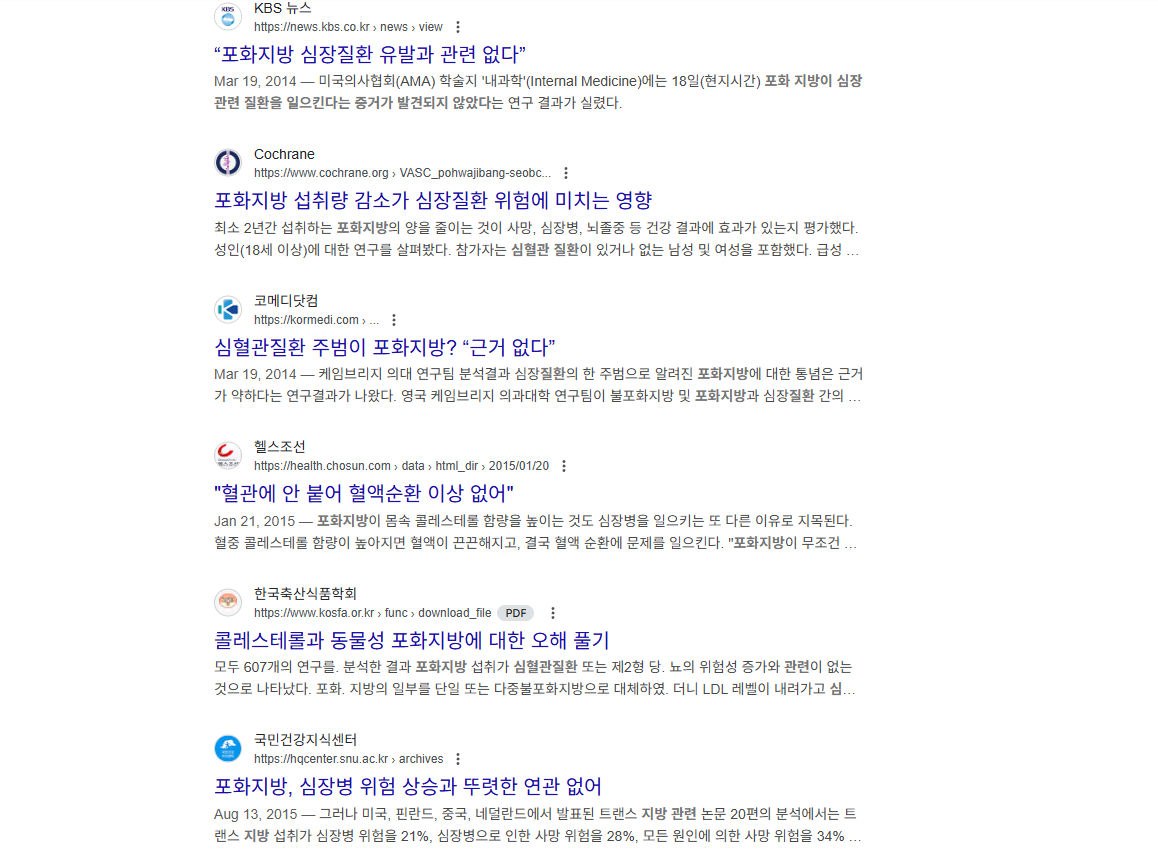 KBS 뉴스
https://news.kbs.co.kr › news › view
“포화지방 심장질환 유발과 관련 없다”
Mar 19, 2014 — 미국의사협회(AMA) 학술지 '내과학'(Internal Medicine)에는 18일(현지시간) 포화 지방이 심장
관련 질환을 일으킨다는 증거가 발견되지 않았다는 연구 결과가 실렸다.
Cochrane
https://www.cochrane.org › VASC_pohwajibang-seobc...
포화지방 섭취량 감소가 심장질환 위험에 미치는 영향
최소 2년간 섭취하는 포화지방의 양을 줄이는 것이 사망, 심장병, 뇌졸중 등 건강 결과에 효과가 있는지 평가했다.
성인(18세 이상)에 대한 연구를 살펴봤다. 참가자는 심혈관 질환이 있거나 없는 남성 및 여성을 포함했다. 급성 ...
코메디닷컴
https://kormedi.com › ...
심혈관질환 주범이 포화지방? “근거 없다”
Mar 19, 2014 — 케임브리지 의대 연구팀 분석결과 심장질환의 한 주범으로 알려진 포화지방에 대한 통념은 근거
가 약하다는 연구결과가 나왔다. 영국 케임브리지 의과대학 연구팀이 불포화지방 및 포화지방과 심장질환 간의 ...
헬스조선
https://health.chosun.com › data › html_dir › 2015/01/20
"혈관에 안 붙어 혈액순환 이상 없어"
Jan 21, 2015 — 포화지방이 몸속 콜레스테롤 함량을 높이는 것도 심장병을 일으키는 또 다른 이유로 지목된다.
혈중 콜레스테롤 함량이 높아지면 혈액이 끈끈해지고, 결국 혈액 순환에 문제를 일으킨다. "포화지방이 무조건 ...
한국축산식품학회
https://www.kosfa.or.kr › func › download_file PDF
콜레스테롤과 동물성 포화지방에 대한 오해 풀기
모두 607개의 연구를. 분석한 결과 포화지방 섭취가 심혈관질환 또는 제2형 당. 뇨의 위험성 증가와 관련이 없는
것으로 나타났다. 포화. 지방의 일부를 단일 또는 다중불포화지방으로 대체하였. 더니 LDL 레벨이 내려가고 심...
국민건강지식센터
https://hqcenter.snu.ac.kr › archives
포화지방, 심장병 위험 상승과 뚜렷한 연관 없어
Aug 13, 2015 — 그러나 미국, 핀란드, 중국, 네덜란드에서 발표된 트랜스 지방 관련 논문 20편의 분석에서는 트
랜스 지방 섭취가 심장병 위험을 21%, 심장병으로 인한 사망 위험을 28%, 모든 원인에 의한 사망 위험을 34% ...